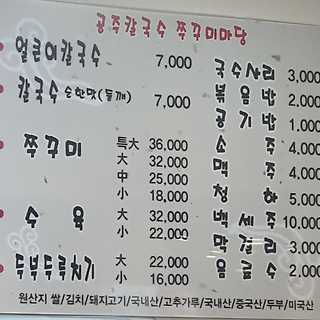 공주칼국수 쭈꾸미마당
얼큰이칼국수 7,000
칼국수 순한맛(들깨) 7,000
쭈꾸미 특大 36,000
大 32,000
中 25,000
小 18,000
수육 大 32,000
小 22,000
두부두루치기 大 22,000
小 16,000
국수사리 3,000
볶음밥 2,000
공기밥 1,000
소주 4,000
맥주 4,000
청하 5,000
백세주 10,000
막걸리 3,000
음료수 2,000
원산지 쌀/김치/돼지고기/국내산/고추가루/국내산/중국산/두부/미국산